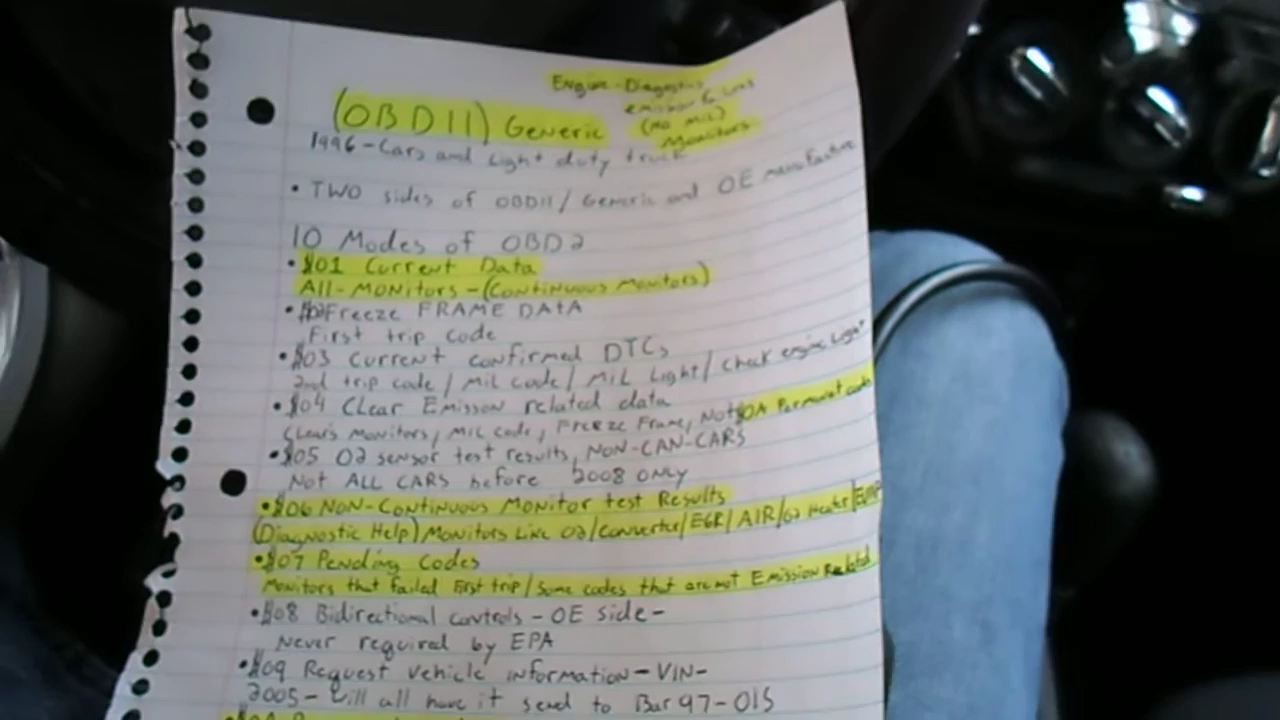 Engine-Diagnostics
emission
(OBDII) Generic
(no MIL)
Monitors
1996-Cars and Light duty truck
• TWO sides of OBDII/ Generic and OE
10 Modes of OBD2
• $01 Current Data
All-Monitors-(Continuous Monitors)
• $02 Freeze FRAME DATA
First trip code
• $03 Current confirmed DTCs
2nd trip code/ MIL code/ MIL Light/ Check engine Light
• $04 Clear Emisson related data
Clears Monitors, MIL code, Freeze Frame, Not $0A Permanent codes
• $05 O2 sensor test results, NON-CAN-CARS
Not ALL CARS before 2008 ONLY
• $06 NON-Continuous Monitor test Results
(Diagnostic Help) Monitors Like O2/Converter/EGR/AIR/O2 Heater/EVAP
• $07 Pending Codes
Monitors that failed first trip/some codes that are not Emission Related
• $08 Bidirectional controls - OE side-
Never required by EPA
• $09 Request Vehicle information-VIN-
2005-Will all have it send to Bar97-OIS